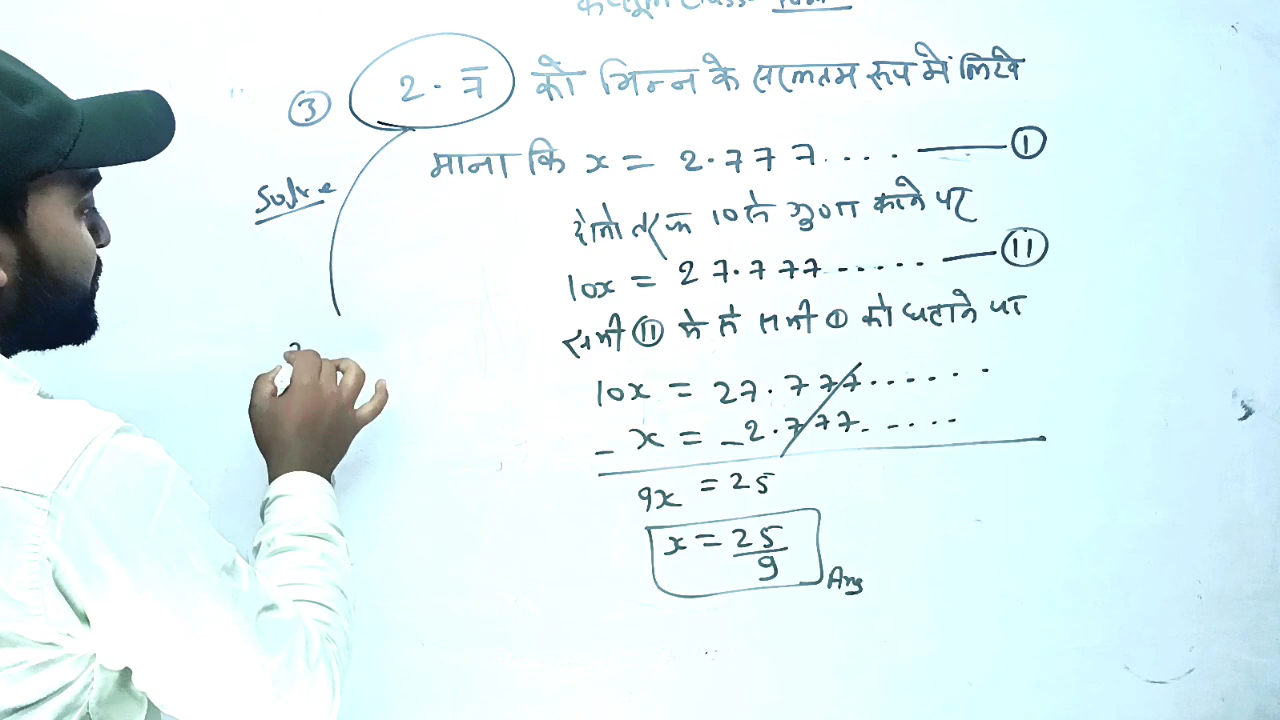 ③ 2.7̅ को भिन्न के सरलतम रूप में लिखे
Solve
माना कि x = 2.777.... —— ①
दोनो तरफ 10 से गुणा करने पर
10x = 27.777...... —— ⑪
समी ⑪ में से समी ① को घटाने पर
10x = 27.777.......
- x = -2.777......
9x = 25
x = 25/9
Ans